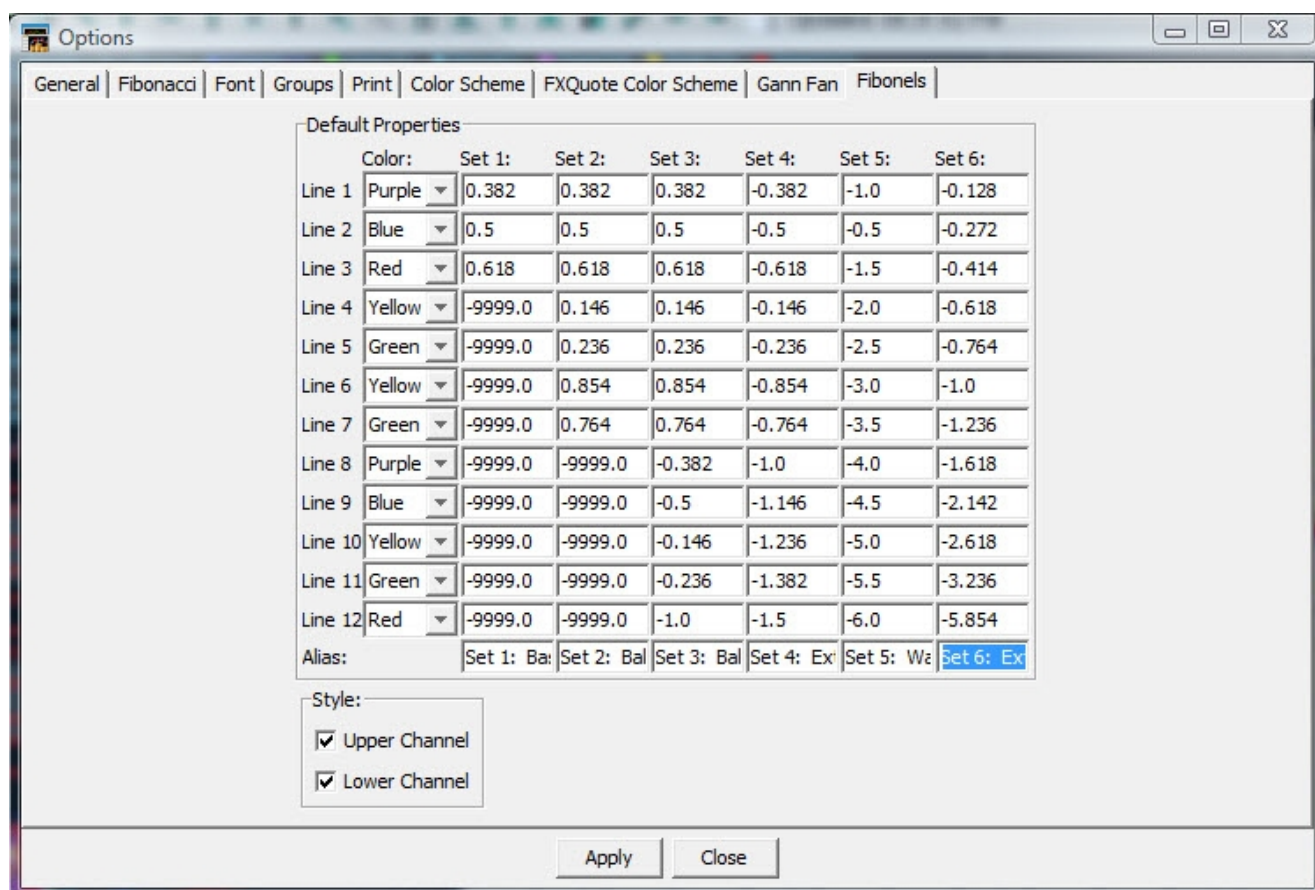 Options
General Fibonacci Font Groups Print Color Scheme FXQuote Color Scheme Gann Fan Fibonels
Default Properties
Color: Set 1: Set 2: Set 3: Set 4: Set 5: Set 6:
Line 1 Purple 0.382 0.382 0.382 -0.382 -1.0 -0.128
Line 2 Blue 0.5 0.5 0.5 -0.5 -0.5 -0.272
Line 3 Red 0.618 0.618 0.618 -0.618 -1.5 -0.414
Line 4 Yellow -9999.0 0.146 0.146 -0.146 -2.0 -0.618
Line 5 Green -9999.0 0.236 0.236 -0.236 -2.5 -0.764
Line 6 Yellow -9999.0 0.854 0.854 -0.854 -3.0 -1.0
Line 7 Green -9999.0 0.764 0.764 -0.764 -3.5 -1.236
Line 8 Purple -9999.0 -9999.0 -0.382 -1.0 -4.0 -1.618
Line 9 Blue -9999.0 -9999.0 -0.5 -1.146 -4.5 -2.142
Line 10 Yellow -9999.0 -9999.0 -0.146 -1.236 -5.0 -2.618
Line 11 Green -9999.0 -9999.0 -0.236 -1.382 -5.5 -3.236
Line 12 Red -9999.0 -9999.0 -1.0 -1.5 -6.0 -5.854
Alias: Set 1: Ba Set 2: Bal Set 3: Bal Set 4: Ext Set 5: Wa Set 6: Ex
Style:
Upper Channel
Lower Channel
Apply Close